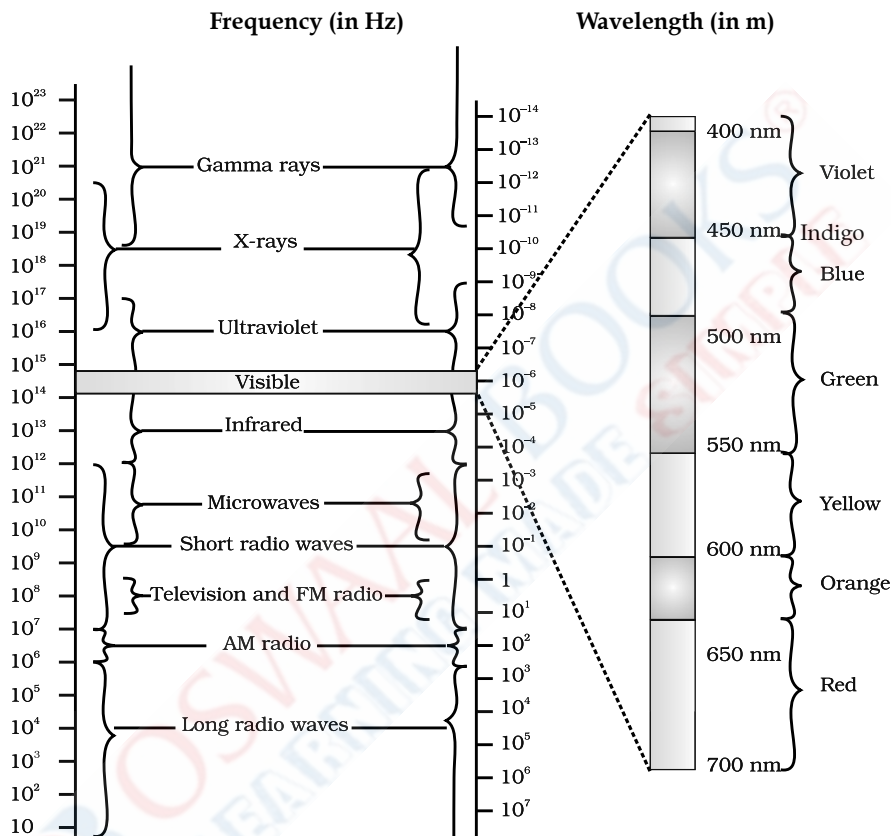 Frequency (in Hz)
Wavelength (in m)
10²³
10²²
10²¹
10²⁰
10¹⁹
10¹⁸
10¹⁷
10¹⁶
10¹⁵
10¹⁴
10¹³
10¹²
10¹¹
10¹⁰
10⁹
10⁸
10⁷
10⁶
10⁵
10⁴
10³
10²
10
Gamma rays
X-rays
Ultraviolet
Visible
Infrared
Microwaves
Short radio waves
Television and FM radio
AM radio
Long radio waves
10⁻¹⁴
10⁻¹³
10⁻¹²
10⁻¹¹
10⁻¹⁰
10⁻⁹
10⁻⁸
10⁻⁷
10⁻⁶
10⁻⁵
10⁻⁴
10⁻³
10⁻²
10⁻¹
1
10¹
10²
10³
10⁴
10⁵
10⁶
10⁷
400 nm
450 nm
500 nm
550 nm
600 nm
650 nm
700 nm
Violet
Indigo
Blue
Green
Yellow
Orange
Red
OSWAAL BOOKS®
LEARNING MADE SIMPLE